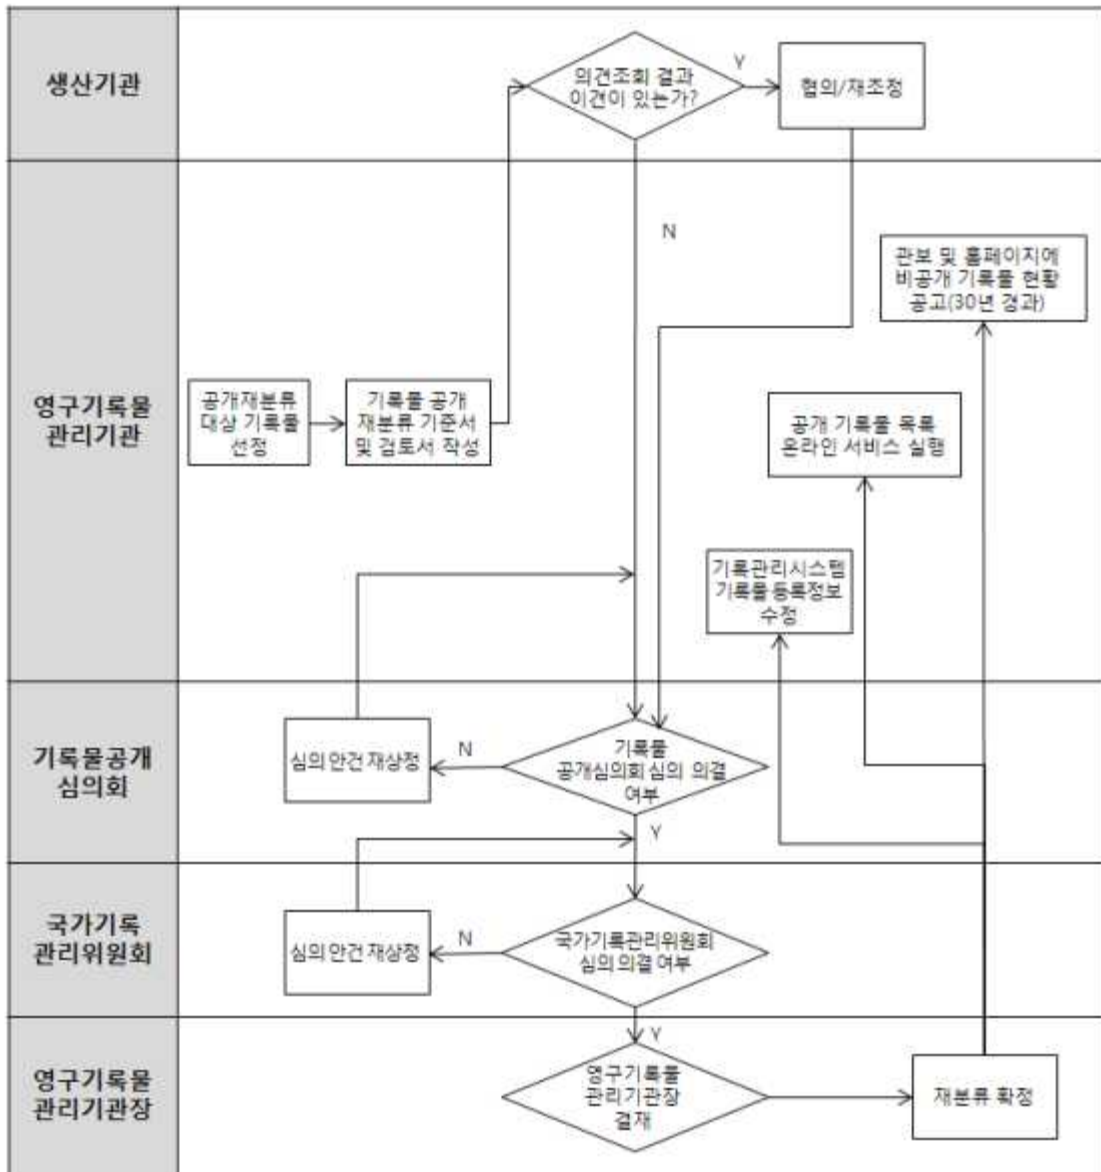 생산기관
의견조회 결과
이견이 있는가?
Y
협의/재조정
N
영구기록물
관리기관
공개재분류
대상 기록물
선정
기록물 공개
재분류 기준서
및 검토서 작성
관보 및 홈페이지에
비공개 기록물 현황
공고(30년 경과)
공개 기록물 목록
온라인 서비스 실행
기록관리시스템
기록물 등록정보
수정
기록물공개
심의회
심의 안건 재상정
N
기록물
공개심의회 심의 의결
여부
Y
국가기록
관리위원회
심의 안건 재상정
N
국가기록관리위원회
심의 의결 여부
Y
영구기록물
관리기관장
영구기록물
관리기관장
결재
재분류 확정